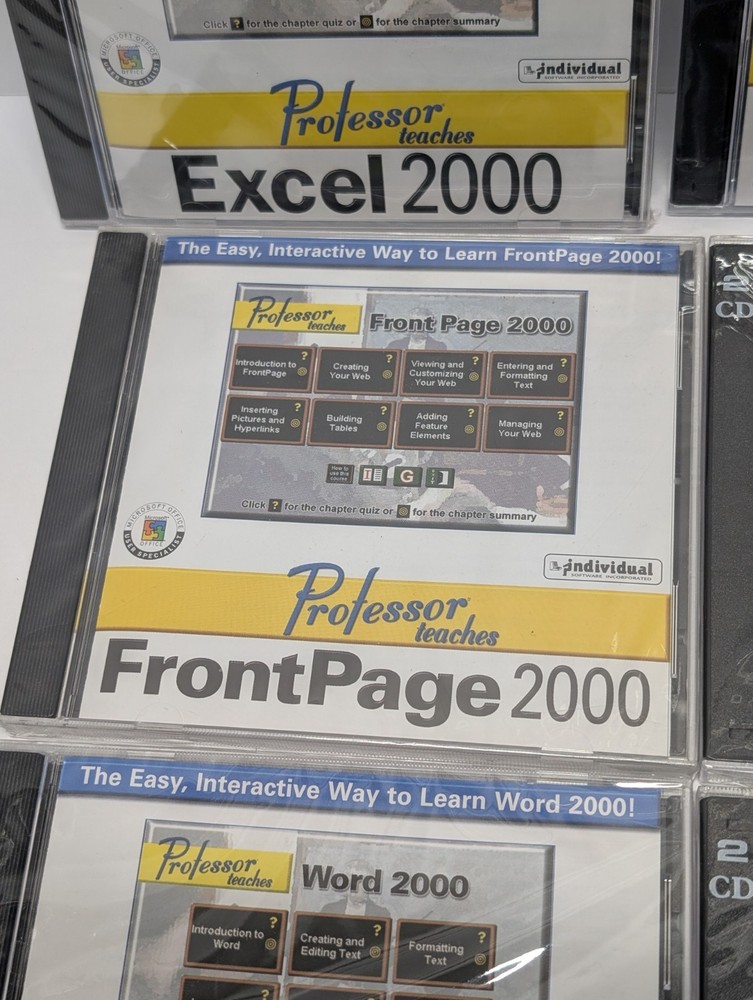 Click ? for the chapter quiz or for the chapter summary
MICROSOFT OFFICE
OFFICE
USER SPECIALIST
individual
SOFTWARE INCORPORATED
Professor
teaches
Excel 2000
The Easy, Interactive Way to Learn FrontPage 2000!
Professor
teaches
Front Page 2000
Introduction to
FrontPage
?
Creating
Your Web
?
Viewing and
Customizing
Your Web
?
Entering and
Formatting
Text
?
Inserting
Pictures and
Hyperlinks
?
Building
Tables
?
Adding
Feature
Elements
?
Managing
Your Web
?
How to
use this
course
G
Click ? for the chapter quiz or for the chapter summary
MICROSOFT OFFICE
Microsoft
OFFICE
USER SPECIALIST
individual
SOFTWARE INCORPORATED
Professor
teaches
FrontPage 2000
2
CD
The Easy, Interactive Way to Learn Word 2000!
Professor
teaches
Word 2000
Introduction to
Word
?
Creating and
Editing Text
?
Formatting
Text
?
2
CD